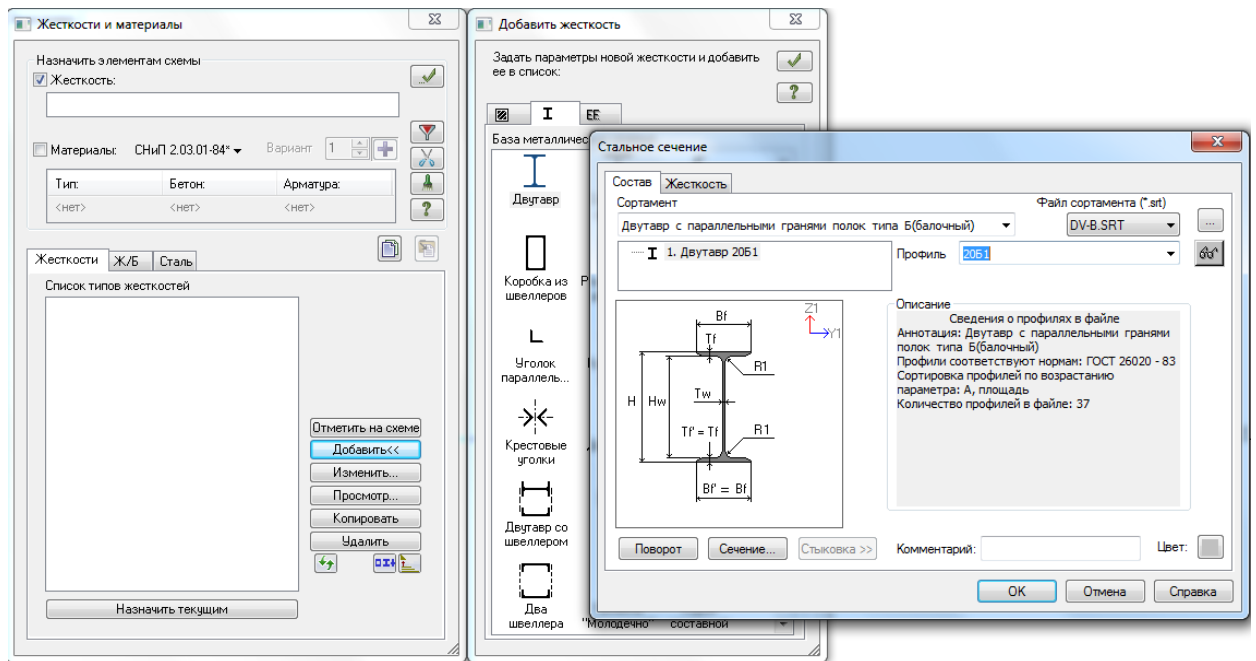 Жесткости и материалы
Назначить элементам схемы
Жесткость:
Материалы: СНиП 2.03.01-84* Вариант 1
Тип: Бетон: Арматура:
<нет> <нет> <нет>
Жесткости Ж/Б Сталь
Список типов жесткостей
Отметить на схеме
Добавить<<
Изменить...
Просмотр...
Копировать
Удалить
Назначить текущим
Добавить жесткость
Задать параметры новой жесткости и добавить
ее в список:
База металличес
Двутавр
Коробка из
швеллеров
Уголок
параллель...
Крестовые
уголки
Двутавр со
швеллером
Два
швеллера
"Молодечно" составной
Стальное сечение
Состав Жесткость
Сортамент Файл сортамента (*.srt)
Двутавр с параллельными гранями полок типа Б(балочный) DV-B.SRT ...
1. Двутавр 20Б1
Профиль 20Б1
Bf
Tf
R1
Z1
Y1
H Hw Tw
Tf' = Tf R1
Bf' = Bf
Описание
Сведения о профилях в файле
Аннотация: Двутавр с параллельными гранями
полок типа Б(балочный)
Профили соответствуют нормам: ГОСТ 26020 - 83
Сортировка профилей по возрастанию
параметра: A, площадь
Количество профилей в файле: 37
Поворот Сечение... Стыковка >> Комментарий: Цвет:
OK Отмена Справка